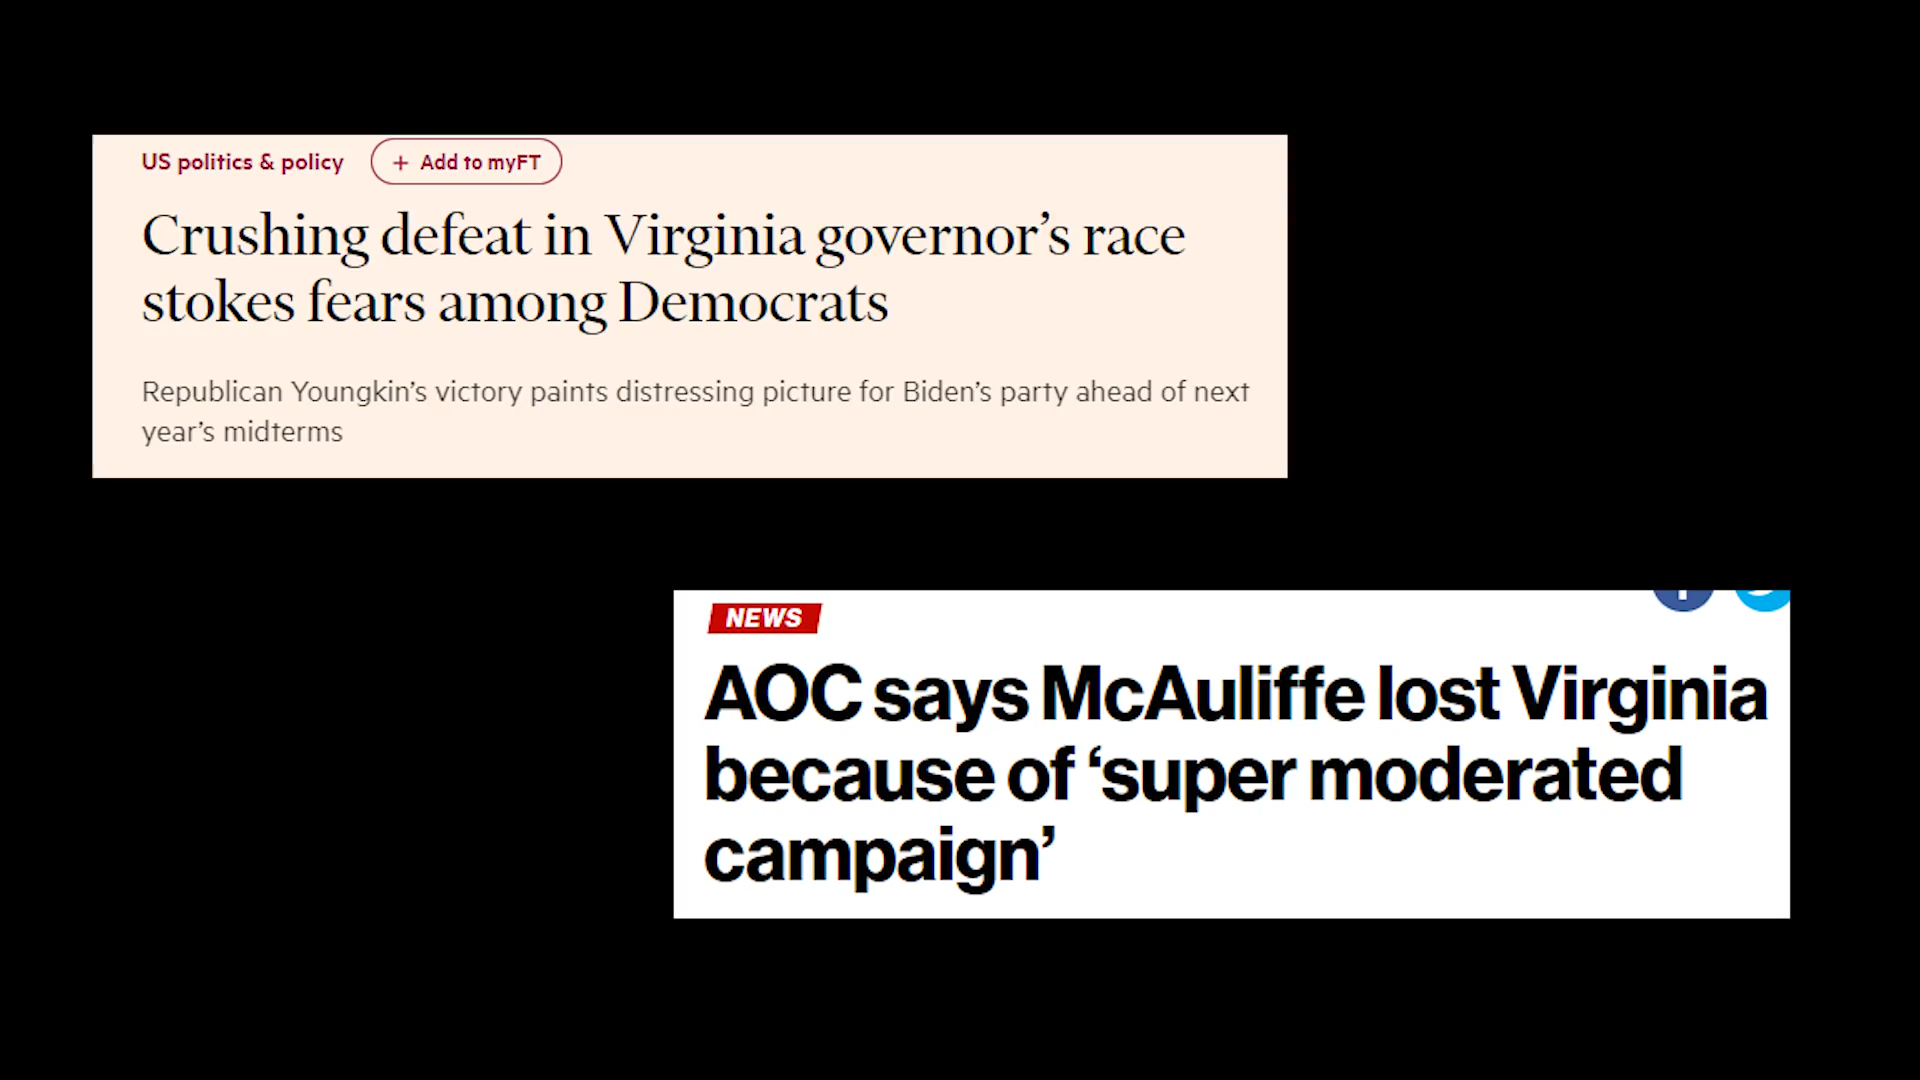 US politics & policy + Add to myFT
Crushing defeat in Virginia governor’s race
stokes fears among Democrats
Republican Youngkin’s victory paints distressing picture for Biden’s party ahead of next
year’s midterms
NEWS
AOC says McAuliffe lost Virginia
because of ‘super moderated
campaign’